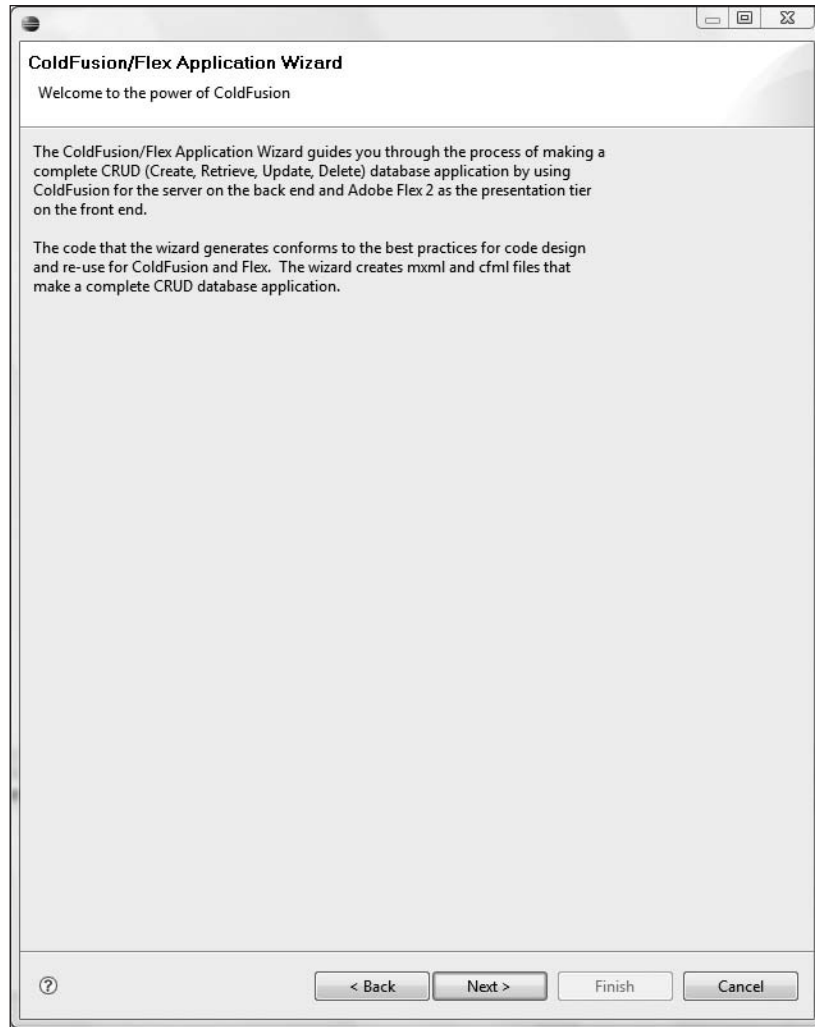 ColdFusion/Flex Application Wizard
Welcome to the power of ColdFusion
The ColdFusion/Flex Application Wizard guides you through the process of making a
complete CRUD (Create, Retrieve, Update, Delete) database application by using
ColdFusion for the server on the back end and Adobe Flex 2 as the presentation tier
on the front end.
The code that the wizard generates conforms to the best practices for code design
and re-use for ColdFusion and Flex. The wizard creates mxml and cfml files that
make a complete CRUD database application.
? < Back Next > Finish Cancel